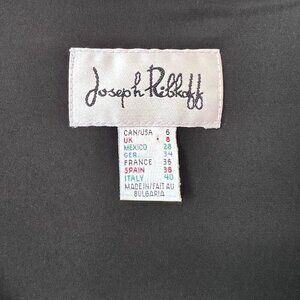 Joseph Ribkoff
CAN/USA 6
UK 8
MEXICO 28
GER. 34
FRANCE 36
SPAIN 36
ITALY 40
MADE IN/FAIT AU
BULGARIA